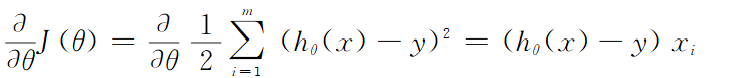 ∂/∂θ J (θ) = ∂/∂θ 1/2 ∑_{i=1}^{m} (h_θ(x) − y)² = (h_θ(x) − y) x_i